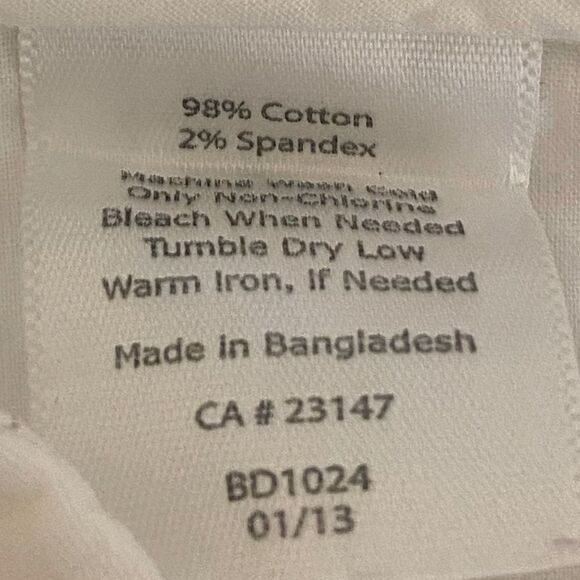 98% Cotton
2% Spandex
Machine Wash Cold
Only Non-Chlorine
Bleach When Needed
Tumble Dry Low
Warm Iron, If Needed
Made in Bangladesh
CA # 23147
BD1024
01/13